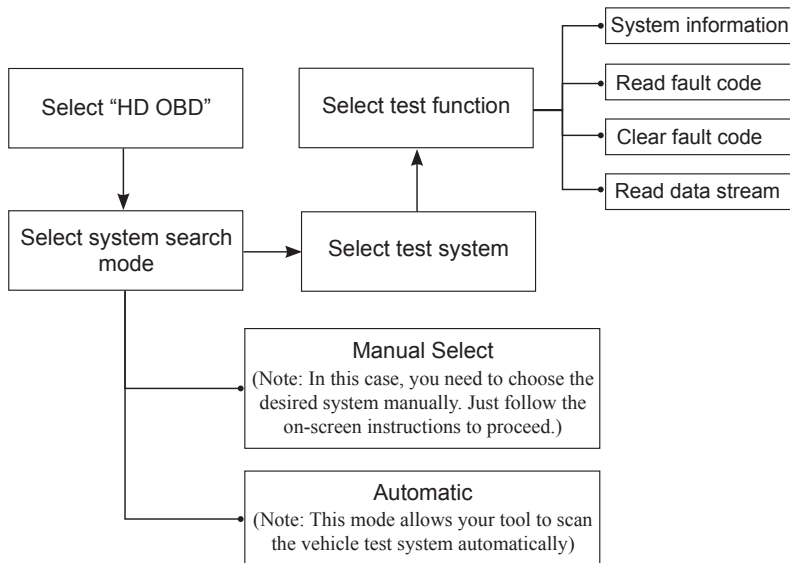 Select “HD OBD”
Select system search
mode
Select test system
Select test function
System information
Read fault code
Clear fault code
Read data stream
Manual Select
(Note: In this case, you need to choose the
desired system manually. Just follow the
on-screen instructions to proceed.)
Automatic
(Note: This mode allows your tool to scan
the vehicle test system automatically)